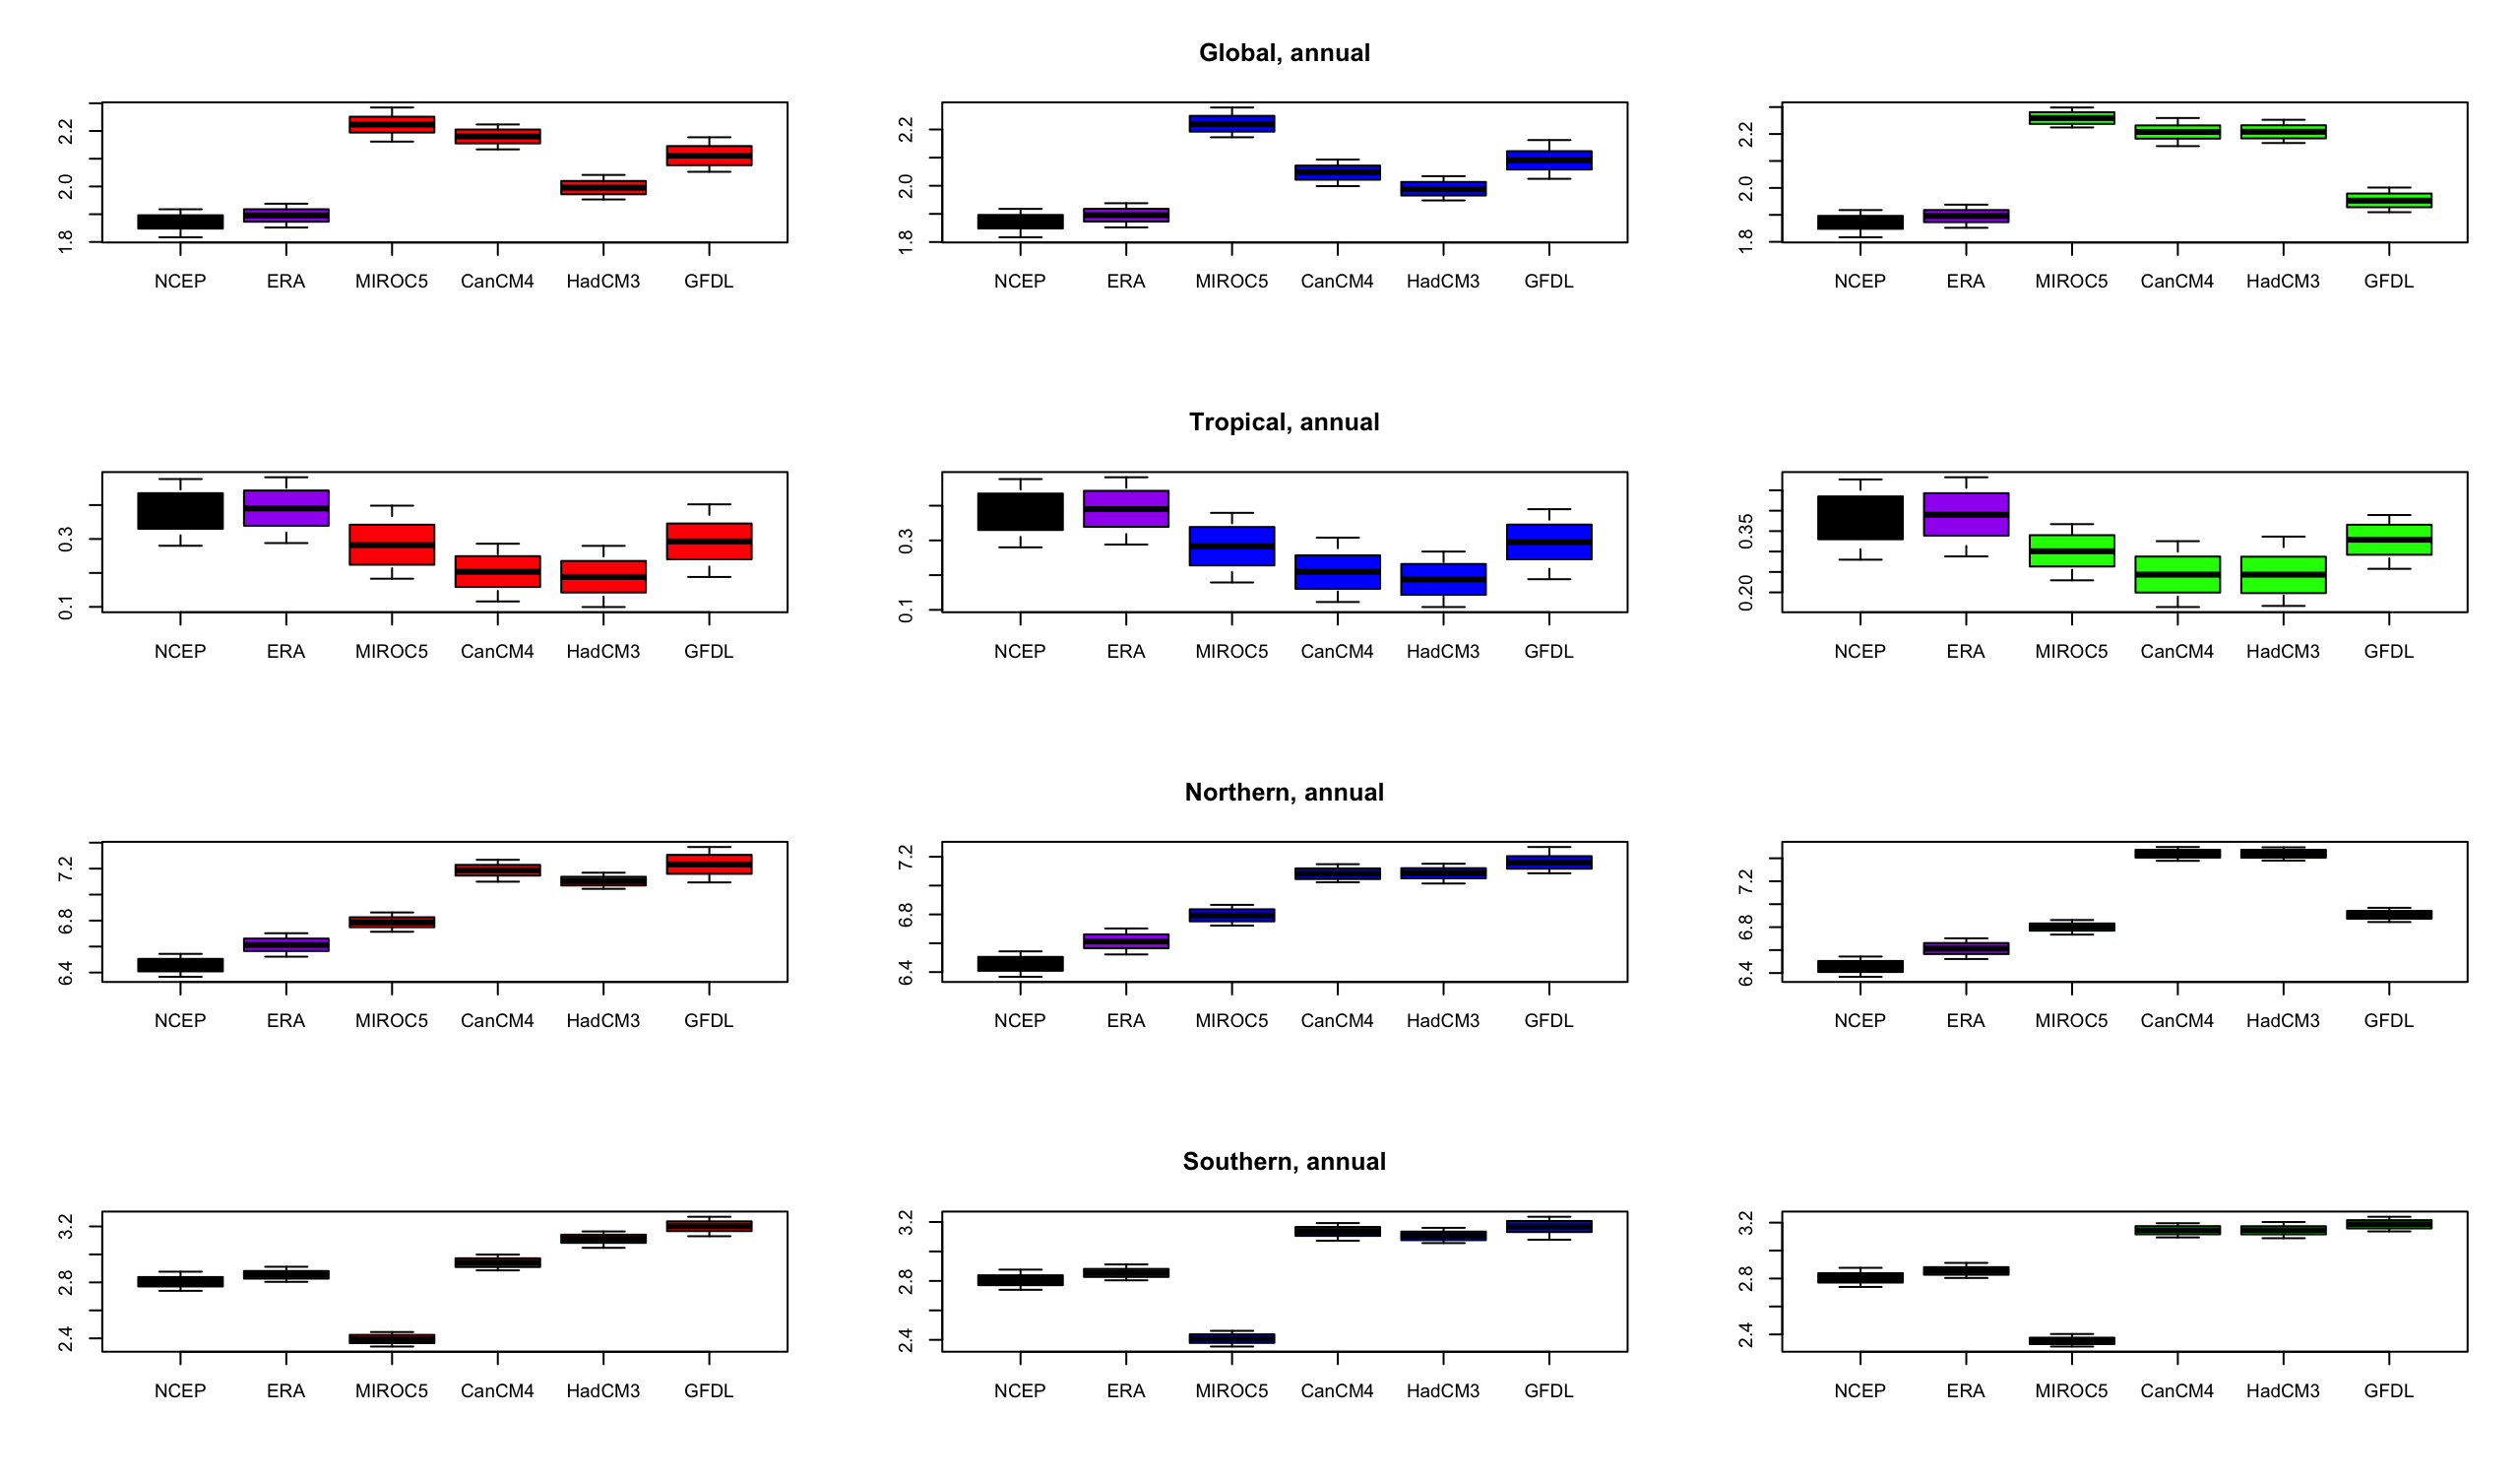 Global, annual
2.2
2.0
1.8
NCEP ERA MIROC5 CanCM4 HadCM3 GFDL
2.2
2.0
1.8
NCEP ERA MIROC5 CanCM4 HadCM3 GFDL
2.2
2.0
1.8
NCEP ERA MIROC5 CanCM4 HadCM3 GFDL
Tropical, annual
0.3
0.1
NCEP ERA MIROC5 CanCM4 HadCM3 GFDL
0.3
0.1
NCEP ERA MIROC5 CanCM4 HadCM3 GFDL
0.35
0.20
NCEP ERA MIROC5 CanCM4 HadCM3 GFDL
Northern, annual
7.2
6.8
6.4
NCEP ERA MIROC5 CanCM4 HadCM3 GFDL
7.2
6.8
6.4
NCEP ERA MIROC5 CanCM4 HadCM3 GFDL
7.2
6.8
6.4
NCEP ERA MIROC5 CanCM4 HadCM3 GFDL
Southern, annual
3.2
2.8
2.4
NCEP ERA MIROC5 CanCM4 HadCM3 GFDL
3.2
2.8
2.4
NCEP ERA MIROC5 CanCM4 HadCM3 GFDL
3.2
2.8
2.4
NCEP ERA MIROC5 CanCM4 HadCM3 GFDL